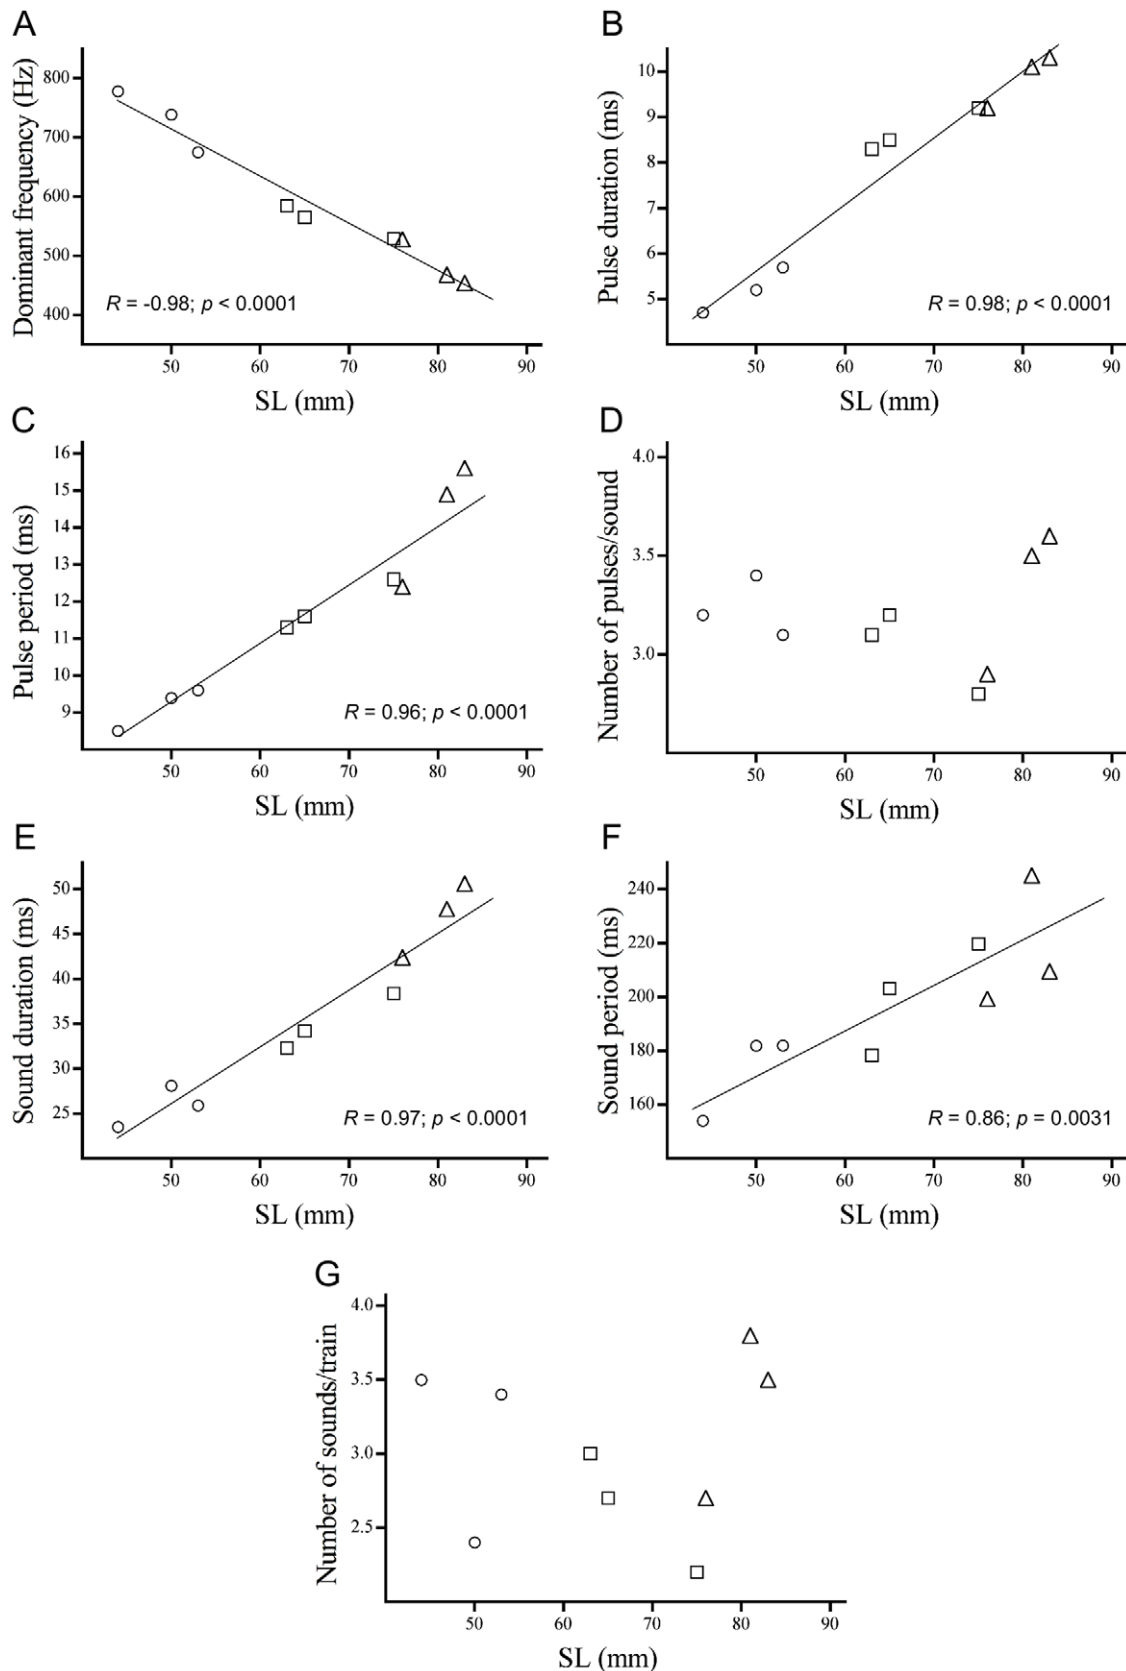 A
Dominant frequency (Hz)
800
700
600
500
400
R = -0.98; p < 0.0001
50 60 70 80 90
SL (mm)
B
Pulse duration (ms)
10
9
8
7
6
5
R = 0.98; p < 0.0001
50 60 70 80 90
SL (mm)
C
Pulse period (ms)
16
15
14
13
12
11
10
9
R = 0.96; p < 0.0001
50 60 70 80 90
SL (mm)
D
Number of pulses/sound
4.0
3.5
3.0
50 60 70 80 90
SL (mm)
E
Sound duration (ms)
50
45
40
35
30
25
R = 0.97; p < 0.0001
50 60 70 80 90
SL (mm)
F
Sound period (ms)
240
220
200
180
160
R = 0.86; p = 0.0031
50 60 70 80 90
SL (mm)
G
Number of sounds/train
4.0
3.5
3.0
2.5
50 60 70 80 90
SL (mm)